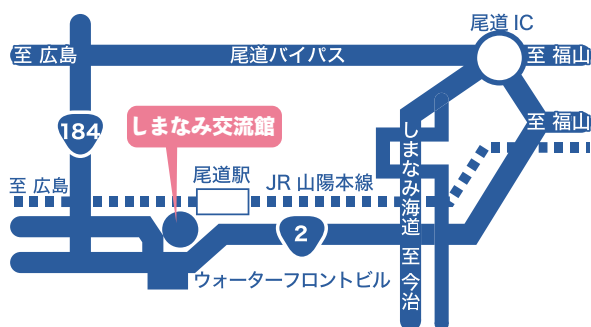 尾道 IC
至 広島
尾道バイパス
至 福山
184
しまなみ交流館
至 福山
至 広島
尾道駅
JR 山陽本線
しまなみ海道 至 今治
2
ウォーターフロントビル